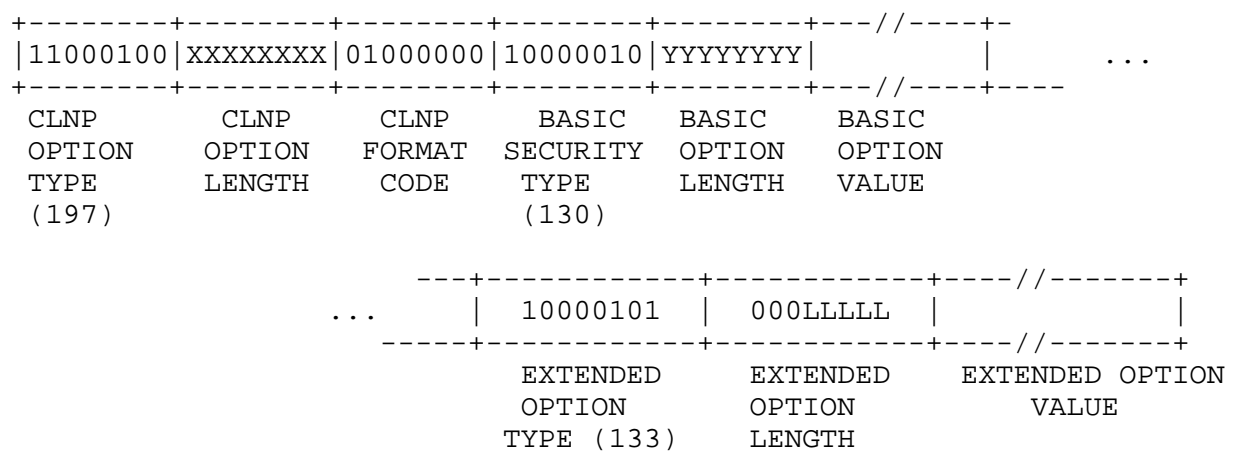 +--------+--------+--------+--------+--------+---//----+-
|11000100|XXXXXXXX|01000000|10000010|YYYYYYYY|         |      ...
+--------+--------+--------+--------+--------+---//----+----
CLNP CLNP CLNP BASIC BASIC BASIC
OPTION OPTION FORMAT SECURITY OPTION OPTION
TYPE LENGTH CODE TYPE LENGTH VALUE
(197) (130)
---+------------+------------+----//-------+
... | 10000101 | 000LLLLL | |
-----+------------+------------+----//-------+
EXTENDED EXTENDED EXTENDED OPTION
OPTION OPTION VALUE
TYPE (133) LENGTH